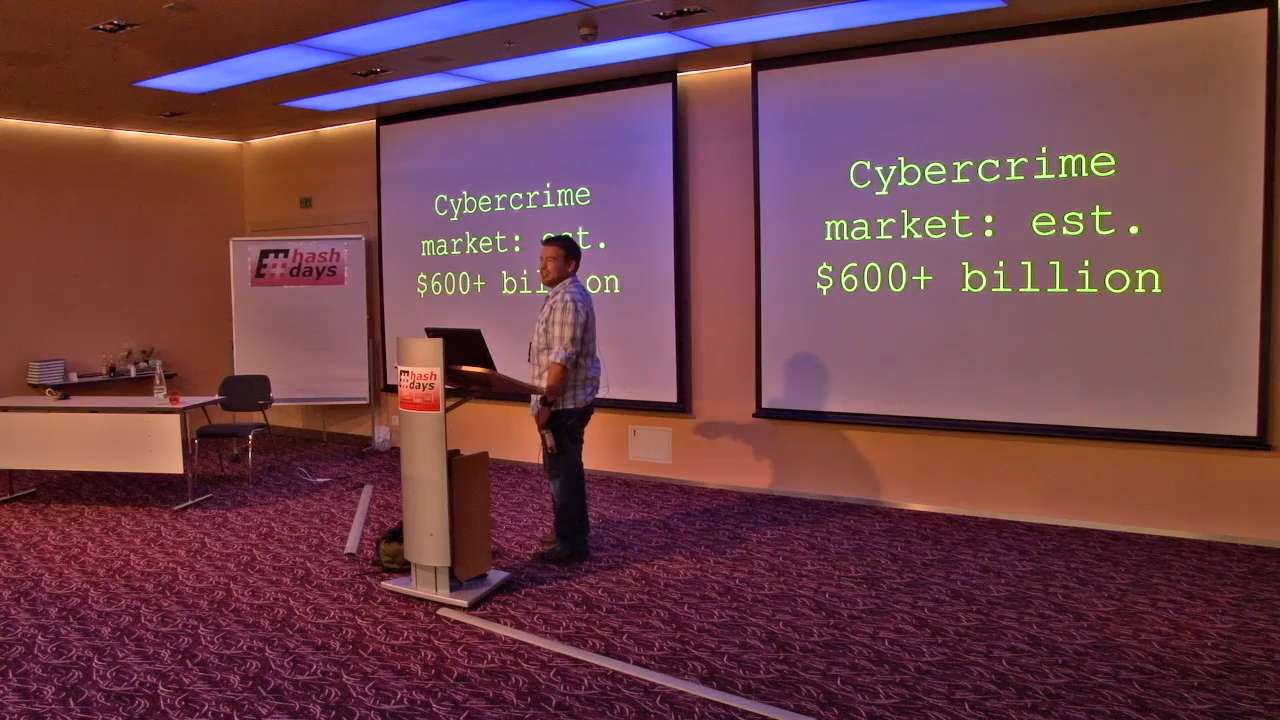 Cybercrime
market: est.
$600+ billion
Cybercrime
market: est.
$600+ billion
#hash
days
#hash
days